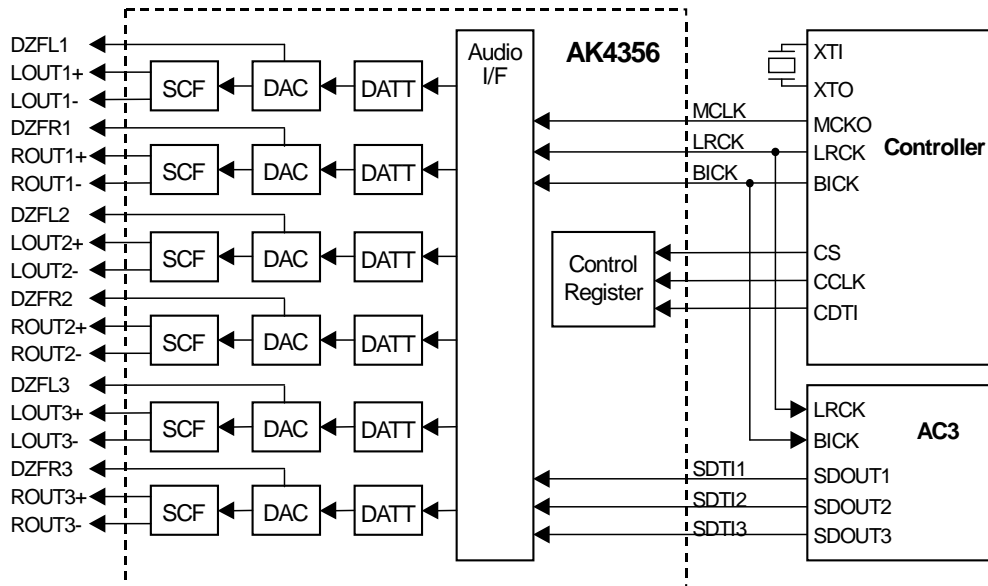 DZFL1
LOUT1+
LOUT1-
DZFR1
ROUT1+
ROUT1-
DZFL2
LOUT2+
LOUT2-
DZFR2
ROUT2+
ROUT2-
DZFL3
LOUT3+
LOUT3-
DZFR3
ROUT3+
ROUT3-
SCF DAC DATT
SCF DAC DATT
SCF DAC DATT
SCF DAC DATT
SCF DAC DATT
SCF DAC DATT
Audio
I/F
AK4356
MCLK
LRCK
BICK
Control
Register
SDTI1
SDTI2
SDTI3
XTI
XTO
MCKO
LRCK
Controller
BICK
CS
CCLK
CDTI
LRCK
AC3
BICK
SDOUT1
SDOUT2
SDOUT3